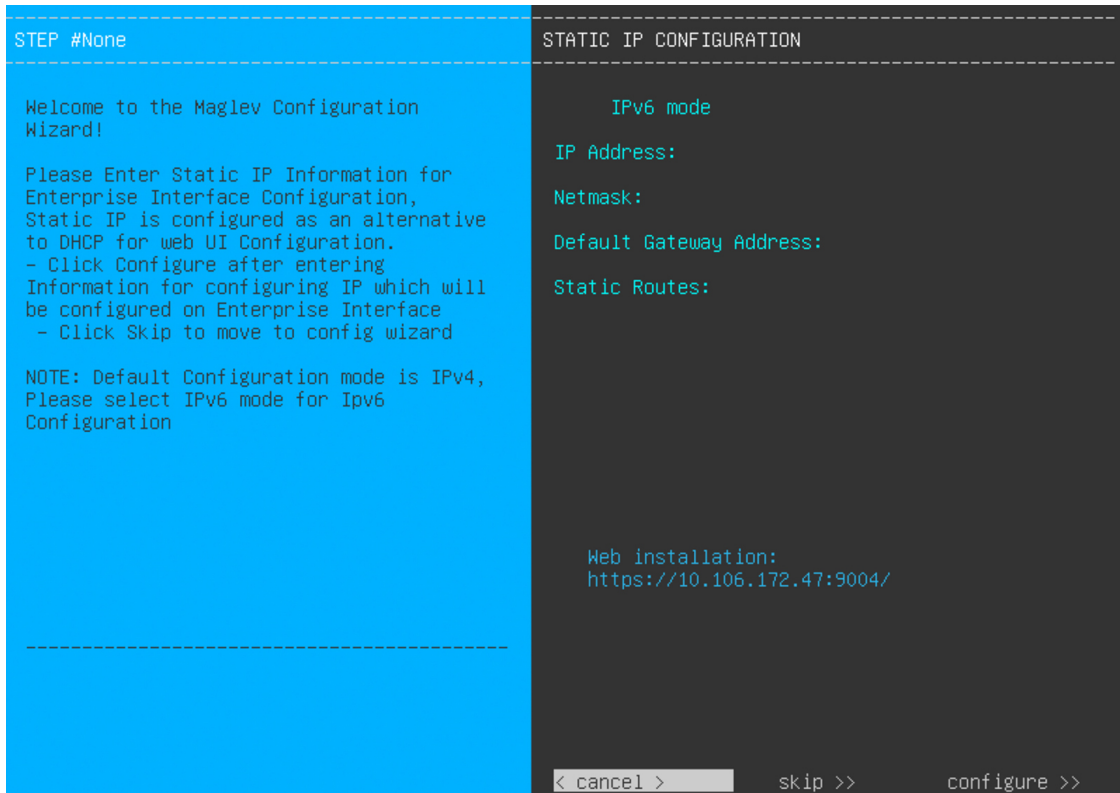 STEP #None
Welcome to the Maglev Configuration
Wizard!
Please Enter Static IP Information for
Enterprise Interface Configuration,
Static IP is configured as an alternative
to DHCP for web UI Configuration.
- Click Configure after entering
Information for configuring IP which will
be configured on Enterprise Interface
- Click Skip to move to config wizard
NOTE: Default Configuration mode is IPv4,
Please select IPv6 mode for Ipv6
Configuration
STATIC IP CONFIGURATION
IPv6 mode
IP Address:
Netmask:
Default Gateway Address:
Static Routes:
Web installation:
https://10.106.172.47:9004/
< cancel > skip >> configure >>